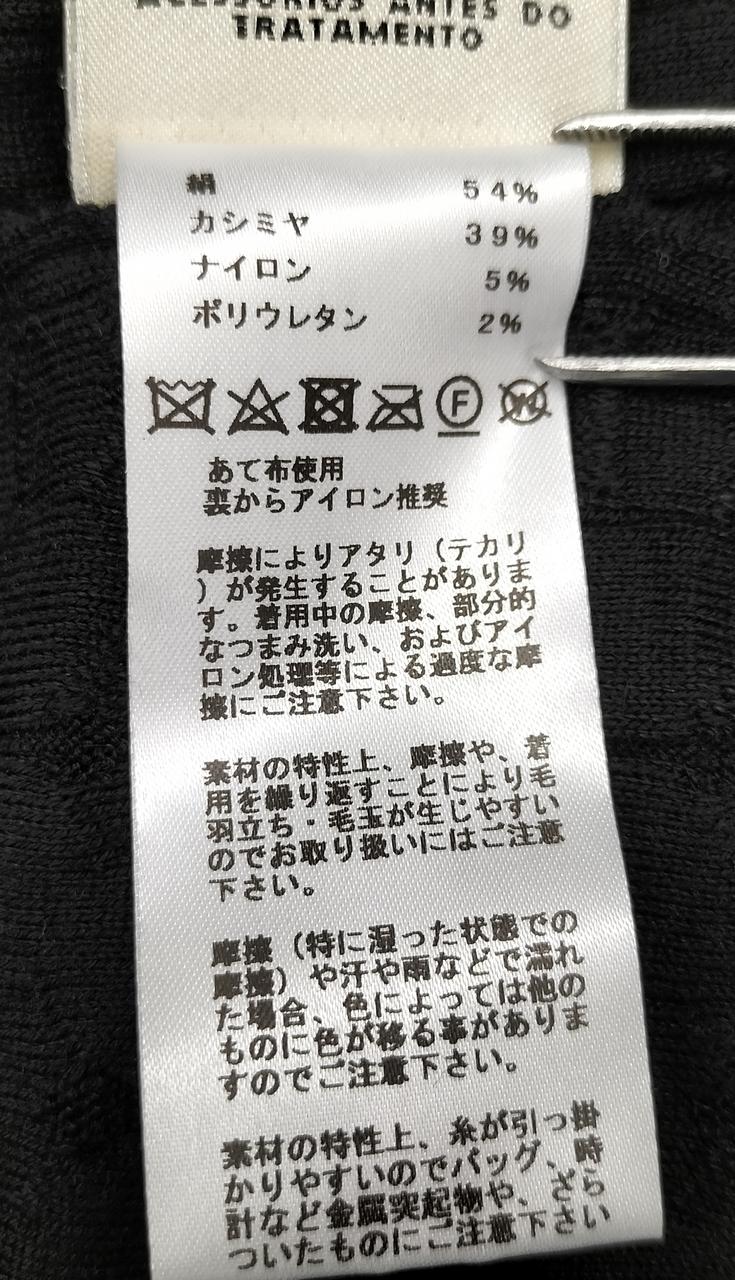 ACESSÓRIOS ANTES DO
TRATAMENTO
絹 54%
カシミヤ 39%
ナイロン 5%
ポリウレタン 2%
F W
あて布使用
裏からアイロン推奨
摩擦によりアタリ（テカリ
）が発生することがありま
す。着用中の摩擦、部分的
なつまみ洗い、およびアイ
ロン処理等による過度な摩
擦にご注意下さい。
素材の特性上、摩擦や、着
用を繰り返すことにより毛
羽立ち・毛玉が生じやすい
のでお取り扱いにはご注意
下さい。
摩擦（特に湿った状態での
摩擦）や汗や雨などで濡れ
た場合、色によっては他の
ものに色が移る事がありま
すのでご注意下さい。
素材の特性上、糸が引っ掛
かりやすいのでバッグ、時
計など金属突起物や、ざら
ついたものにご注意下さい